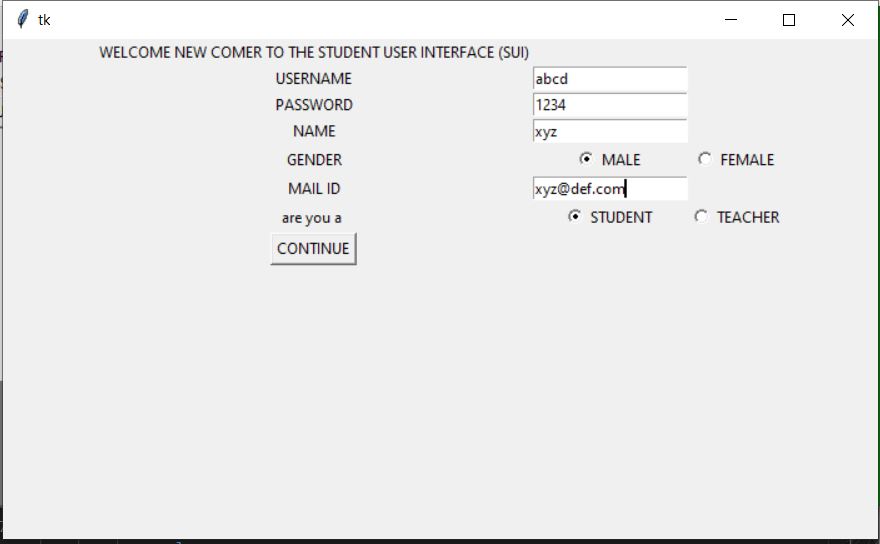 tk
WELCOME NEW COMER TO THE STUDENT USER INTERFACE (SUI)
USERNAME abcd
PASSWORD 1234
NAME xyz
GENDER MALE FEMALE
MAIL ID xyz@def.com
are you a STUDENT TEACHER
CONTINUE